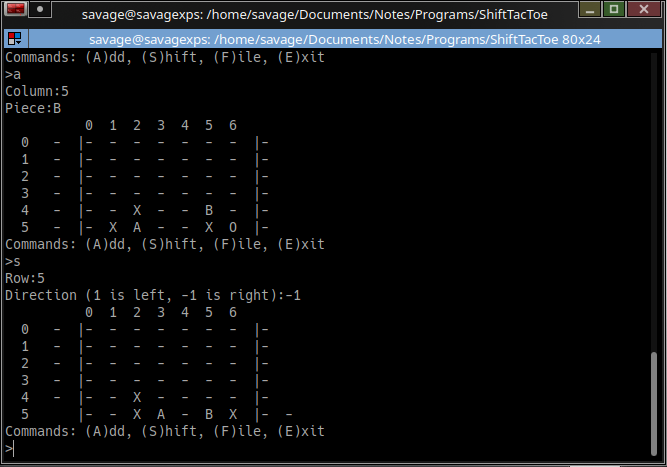 savage@savagexps: /home/savage/Documents/Notes/Programs/ShiftTacToe
savage@savagexps: /home/savage/Documents/Notes/Programs/ShiftTacToe 80x24
Commands: (A)dd, (S)hift, (F)ile, (E)xit
>a
Column:5
Piece:B
          0  1  2  3  4  5  6
  0   -  |-  -  -  -  -  -  -  |-
  1   -  |-  -  -  -  -  -  -  |-
  2   -  |-  -  -  -  -  -  -  |-
  3   -  |-  -  -  -  -  -  -  |-
  4   -  |-  -  X  -  -  B  -  |-
  5   -  |-  X  A  -  -  X  O  |-
Commands: (A)dd, (S)hift, (F)ile, (E)xit
>s
Row:5
Direction (1 is left, -1 is right):-1
          0  1  2  3  4  5  6
  0   -  |-  -  -  -  -  -  -  |-
  1   -  |-  -  -  -  -  -  -  |-
  2   -  |-  -  -  -  -  -  -  |-
  3   -  |-  -  -  -  -  -  -  |-
  4   -  |-  -  X  -  -  -  -  |-
  5      |-  -  X  A  -  B  X  |-  -
Commands: (A)dd, (S)hift, (F)ile, (E)xit
>